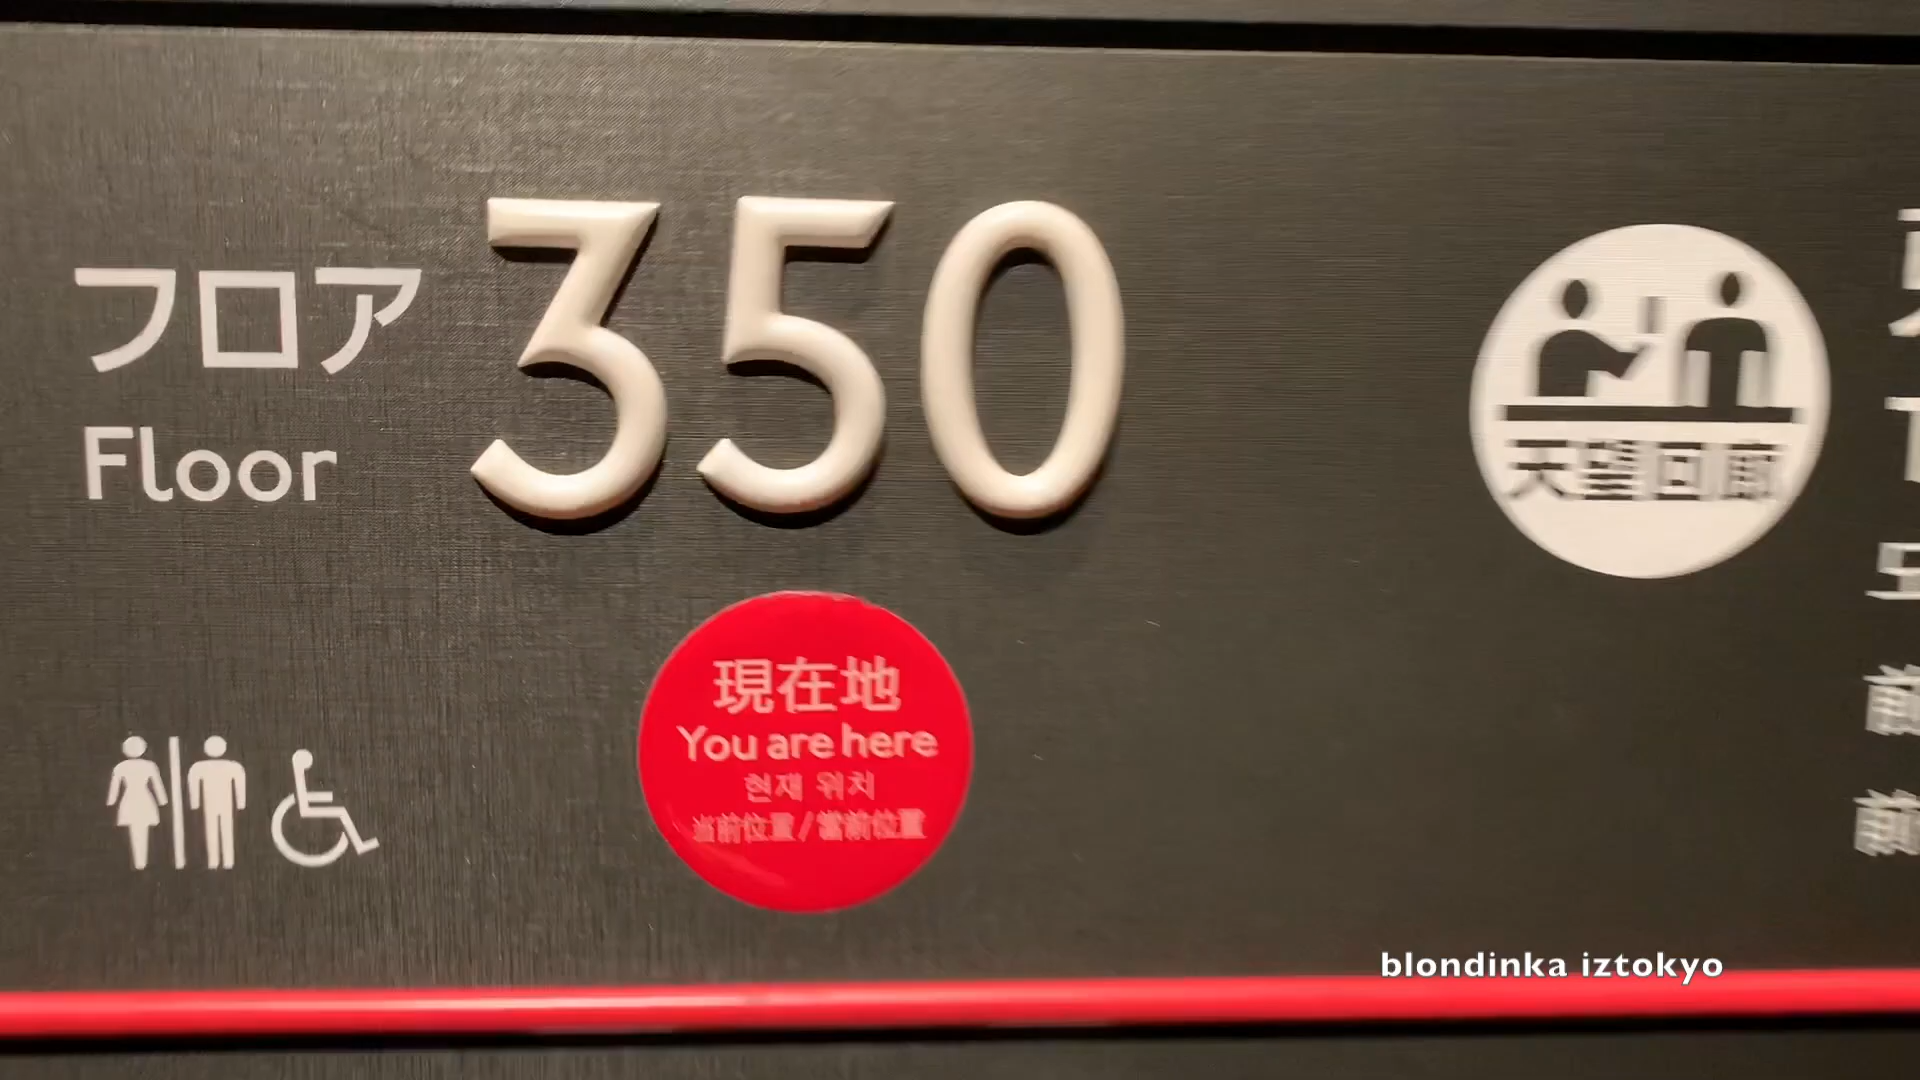 フロア
Floor
350
天望回廊
現在地
You are here
현재 위치
当前位置/當前位置
blondinka iztokyo